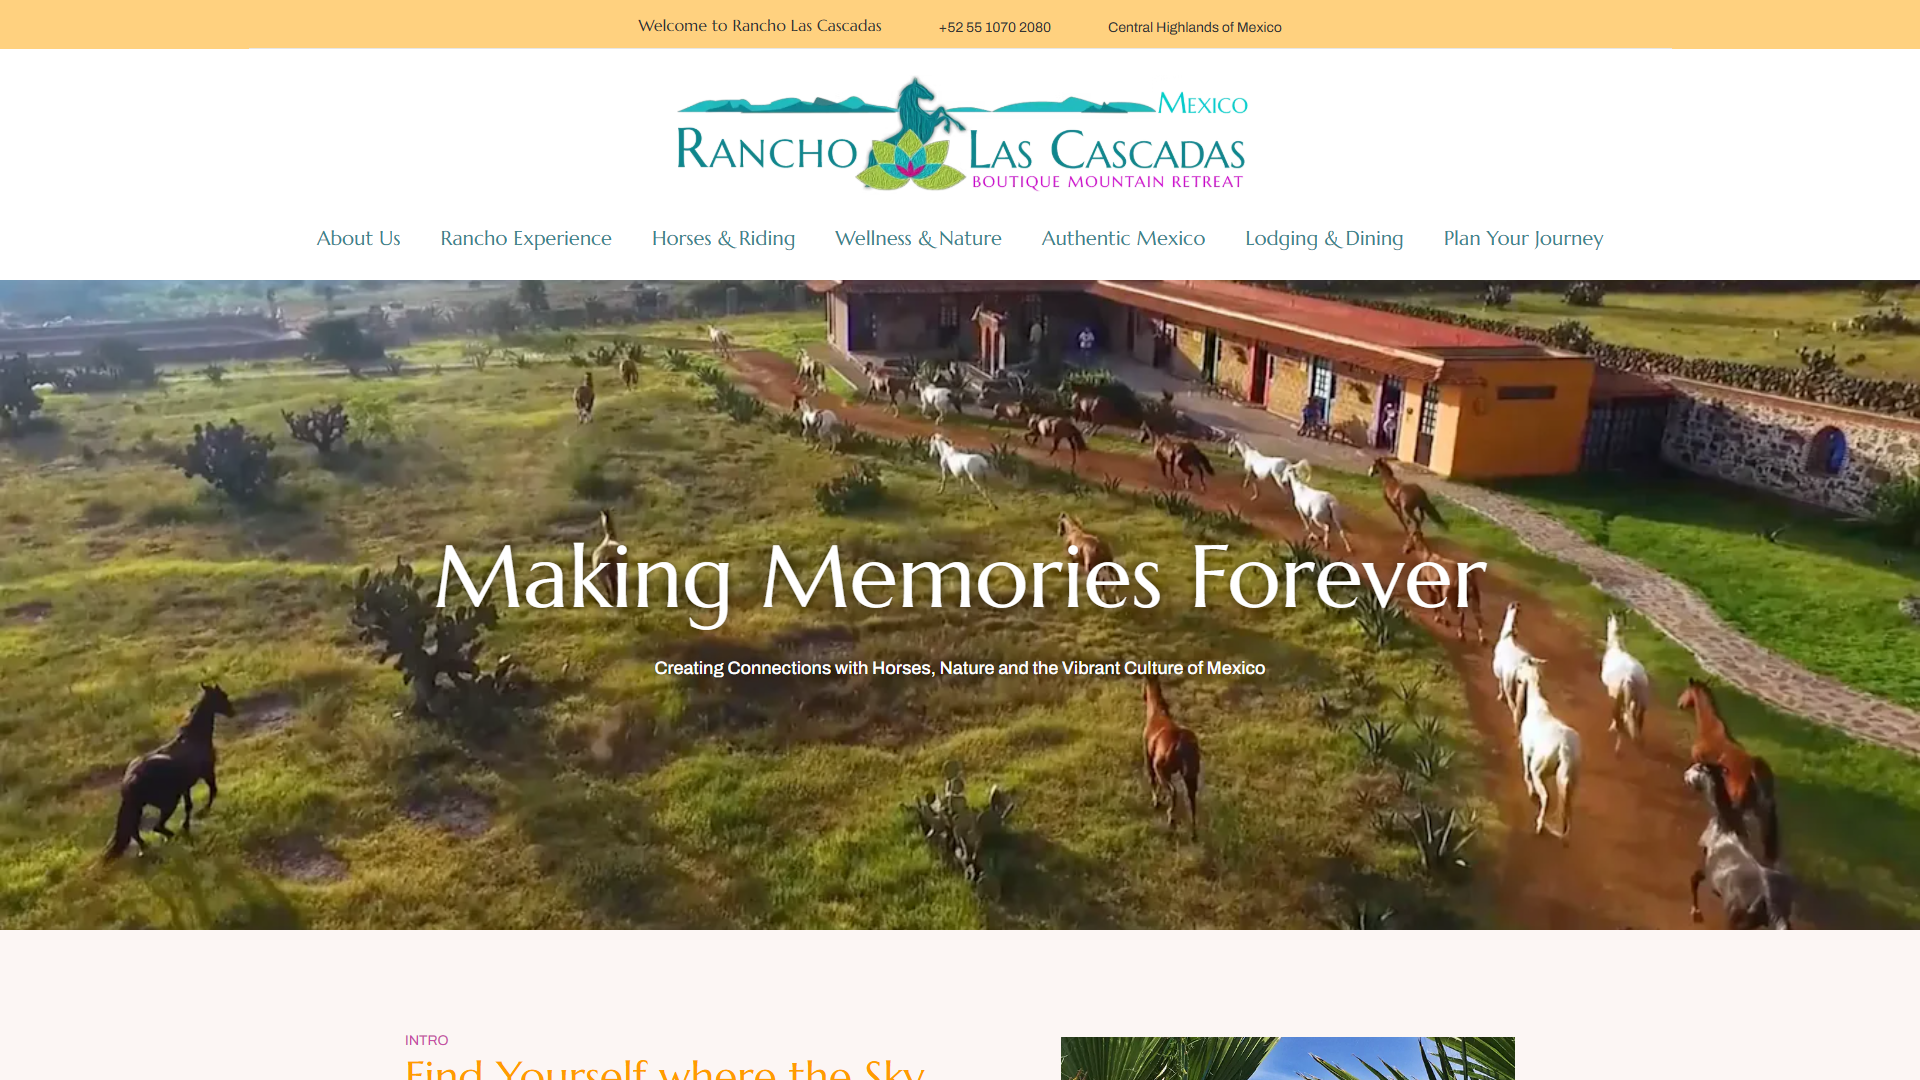 Welcome to Rancho Las Cascadas
+52 55 1070 2080
Central Highlands of Mexico
Mexico
Rancho Las Cascadas
BOUTIQUE MOUNTAIN RETREAT
About Us
Rancho Experience
Horses & Riding
Wellness & Nature
Authentic Mexico
Lodging & Dining
Plan Your Journey
Making Memories Forever
Creating Connections with Horses, Nature and the Vibrant Culture of Mexico
INTRO
Find Yourself where the Sky